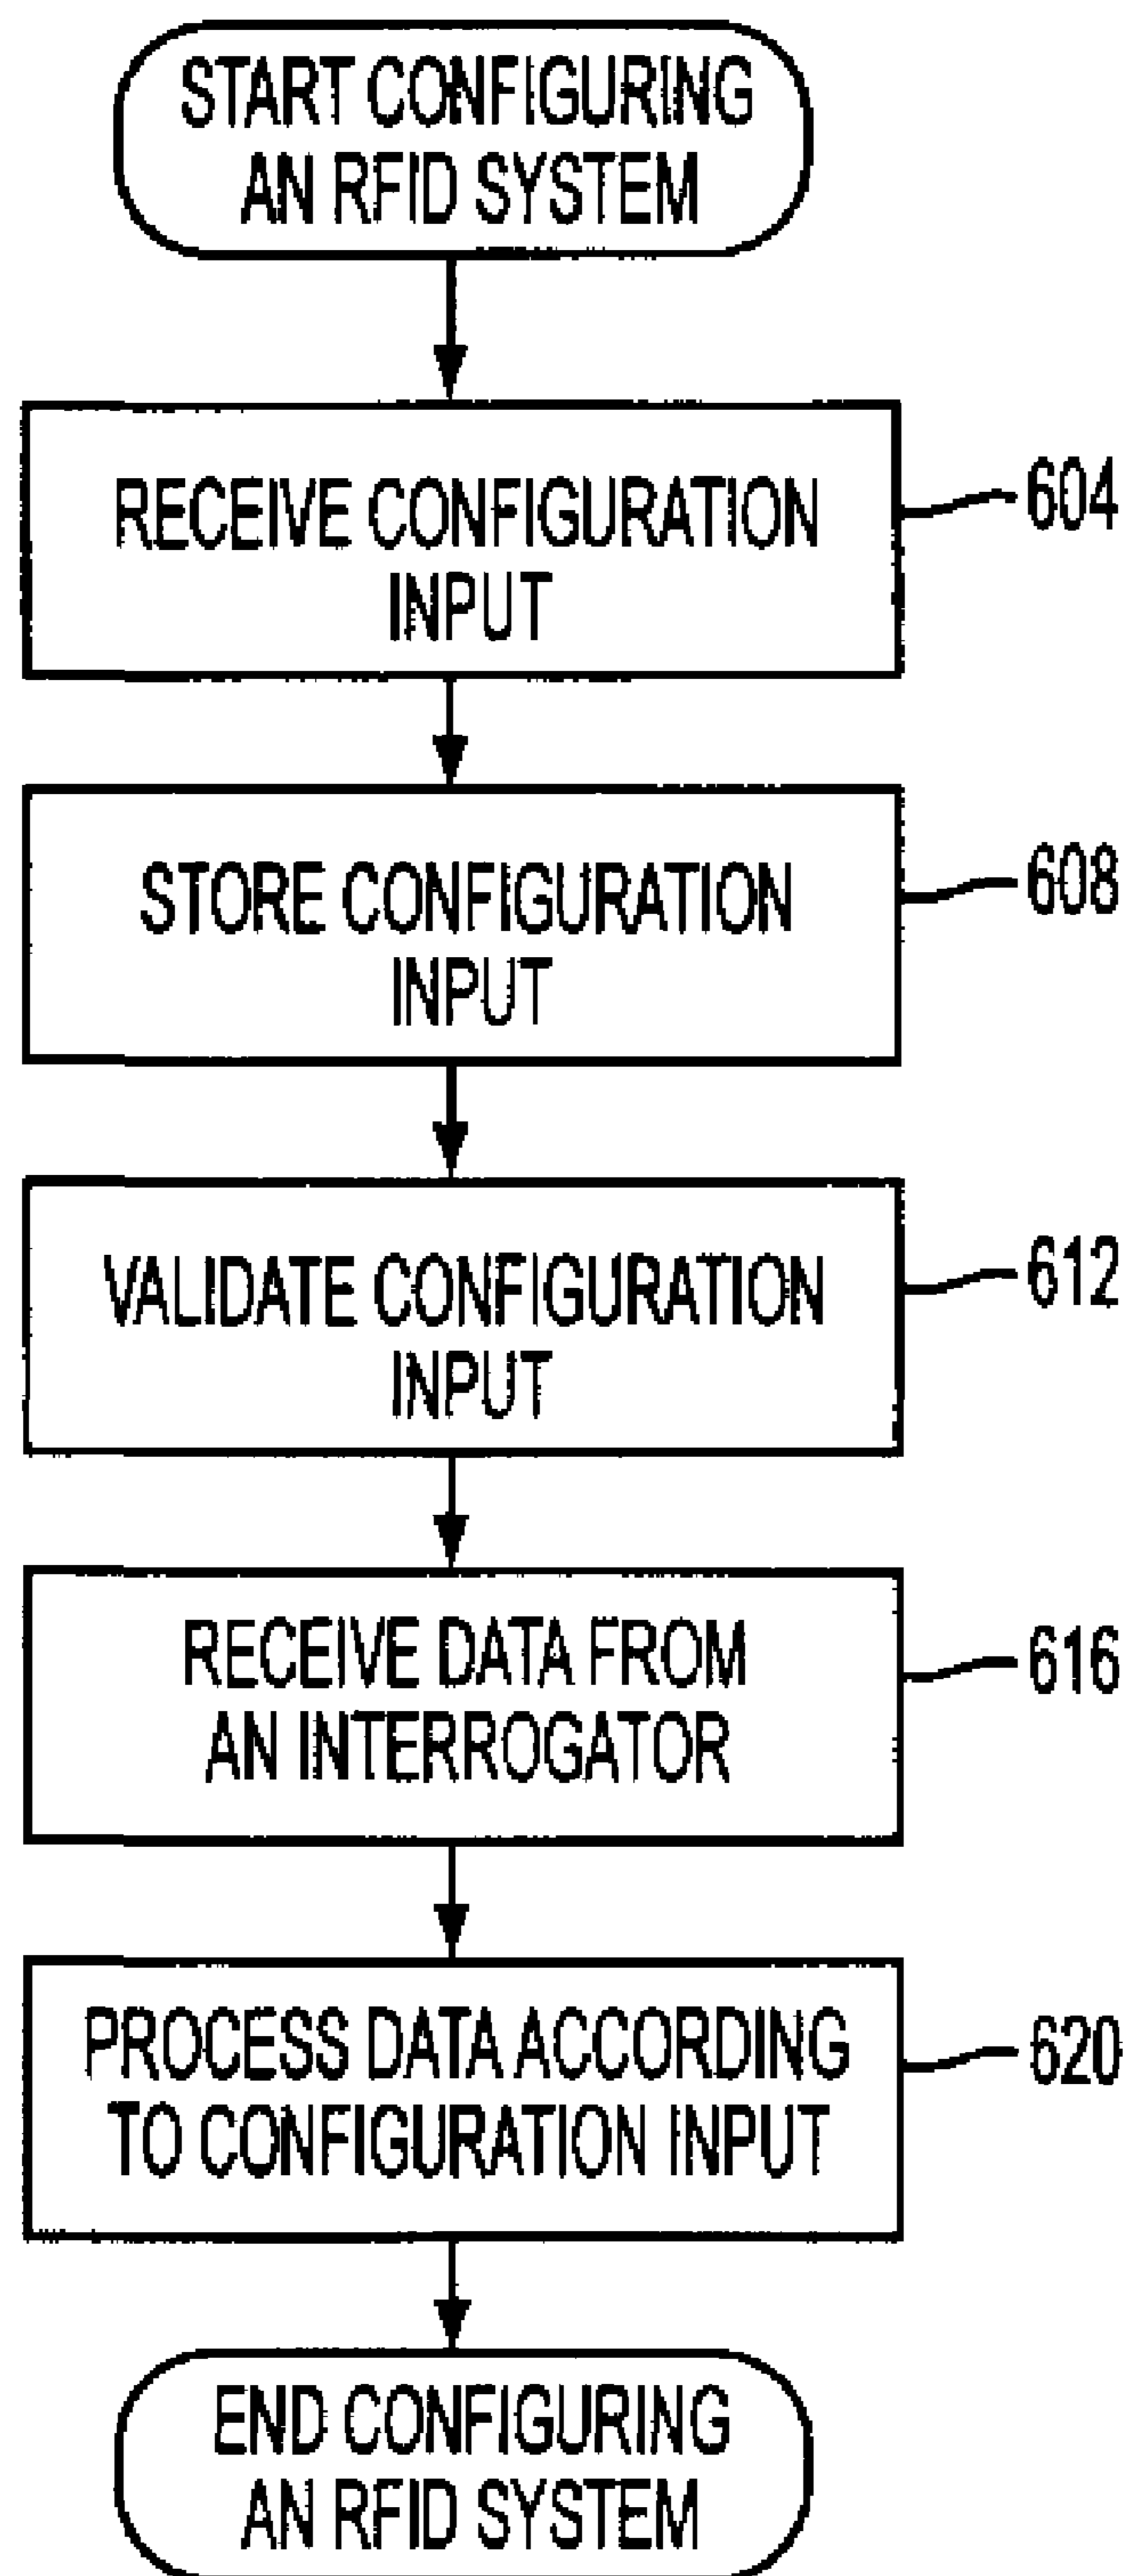 START CONFIGURING
AN RFID SYSTEM
RECEIVE CONFIGURATION
INPUT
604
STORE CONFIGURATION
INPUT
608
VALIDATE CONFIGURATION
INPUT
612
RECEIVE DATA FROM
AN INTERROGATOR
616
PROCESS DATA ACCORDING
TO CONFIGURATION INPUT
620
END CONFIGURING
AN RFID SYSTEM